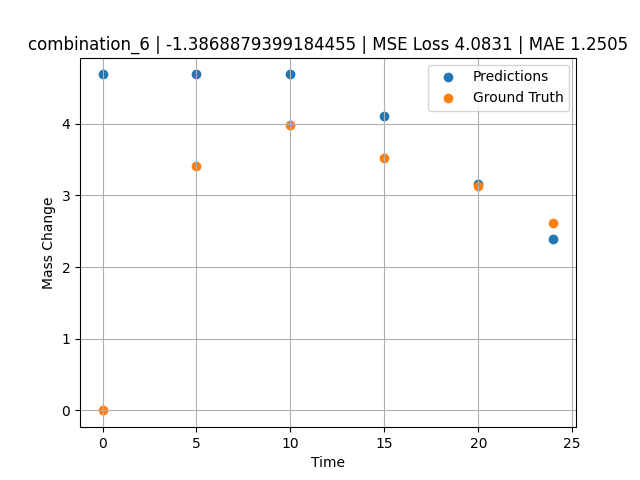 combination_6 | -1.3868879399184455 | MSE Loss 4.0831 | MAE 1.2505
Predictions
Ground Truth
Mass Change
4
3
2
1
0
0 5 10 15 20 25
Time